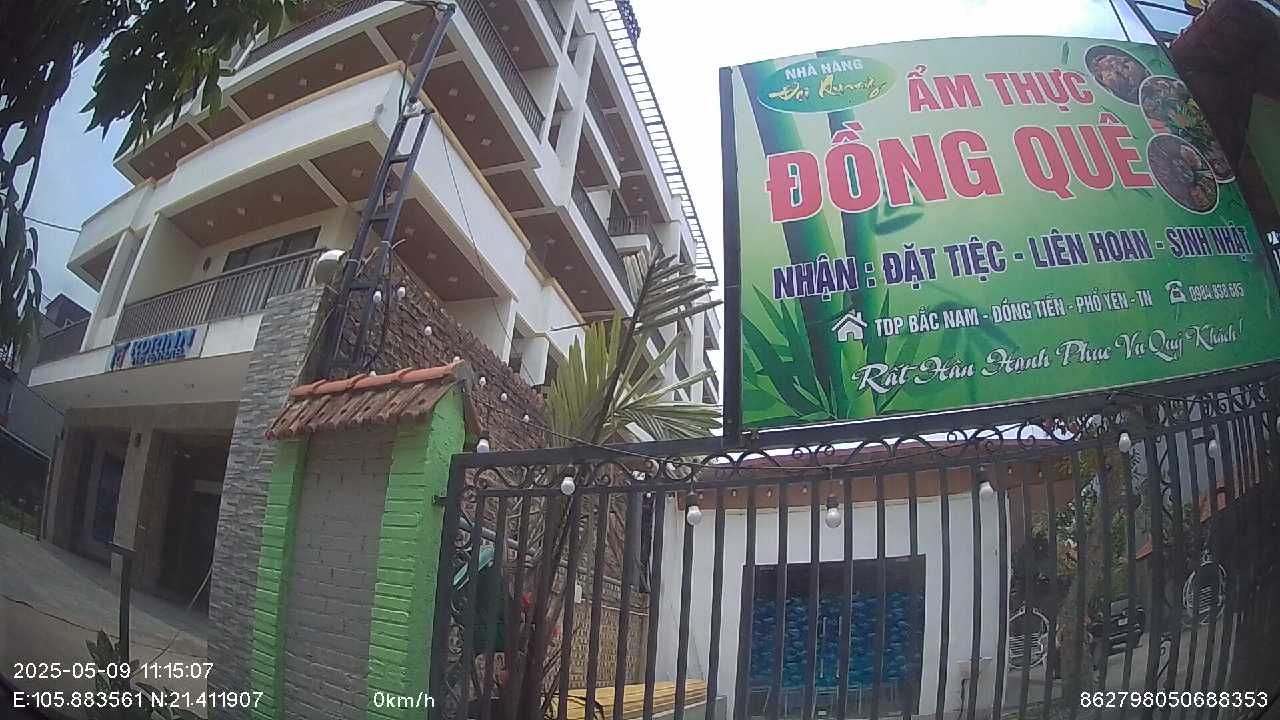 NHÀ HÀNG
ẨM THỰC
ĐỒNG QUÊ
NHẬN : ĐẶT TIỆC - LIÊN HOAN - SINH NHẬT
TDP BẮC NAM - ĐỒNG TIẾN - PHỔ YÊN - TN
Rất Hân Hạnh Phục Vụ Quý Khách!
2025-05-09 11:15:07
E:105.883561 N:21.411907
0km/h
862798050688353